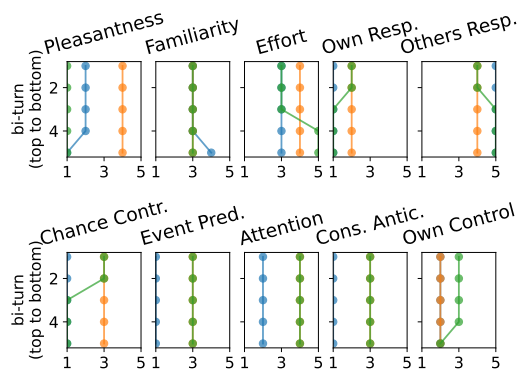 Pleasantness Familiarity Effort Own Resp. Others Resp.
bi-turn
(top to bottom)
2
4
1 3 5 1 3 5 1 3 5 1 3 5 1 3 5
Chance Contr. Event Pred. Attention Cons. Antic. Own Control
bi-turn
(top to bottom)
2
4
1 3 5 1 3 5 1 3 5 1 3 5 1 3 5